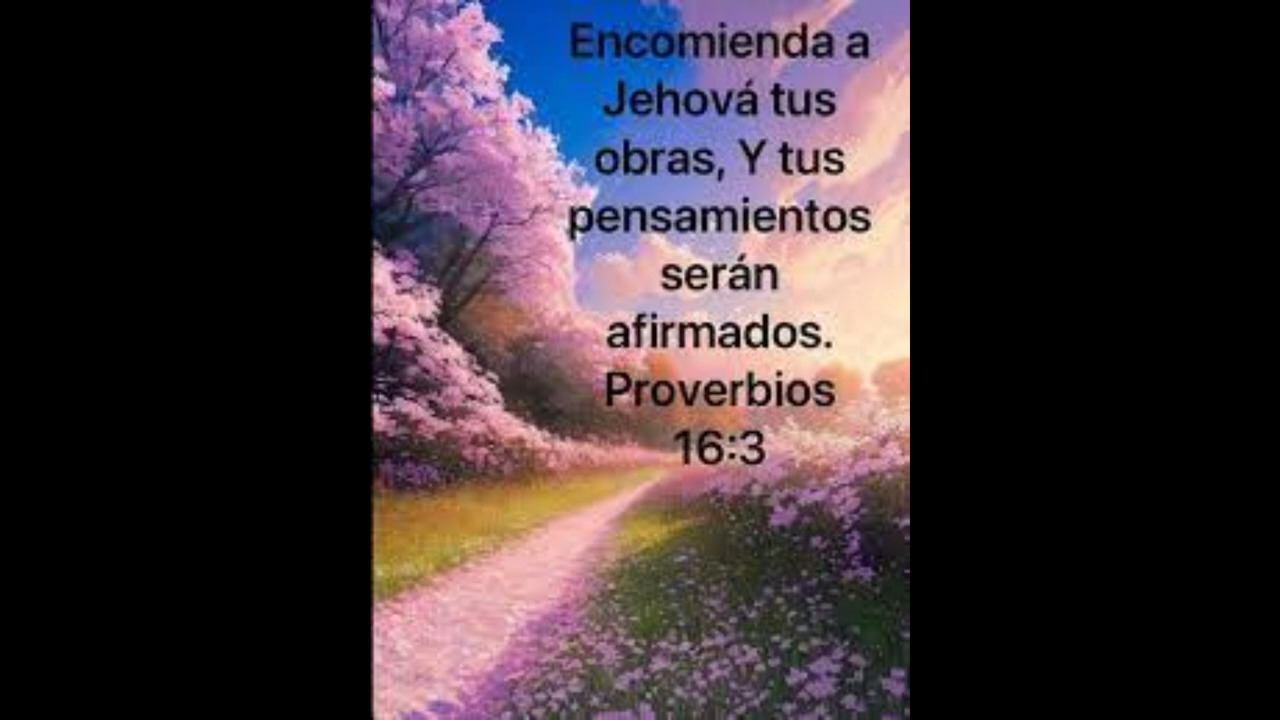 Encomienda a
Jehová tus
obras, Y tus
pensamientos
serán
afirmados.
Proverbios
16:3